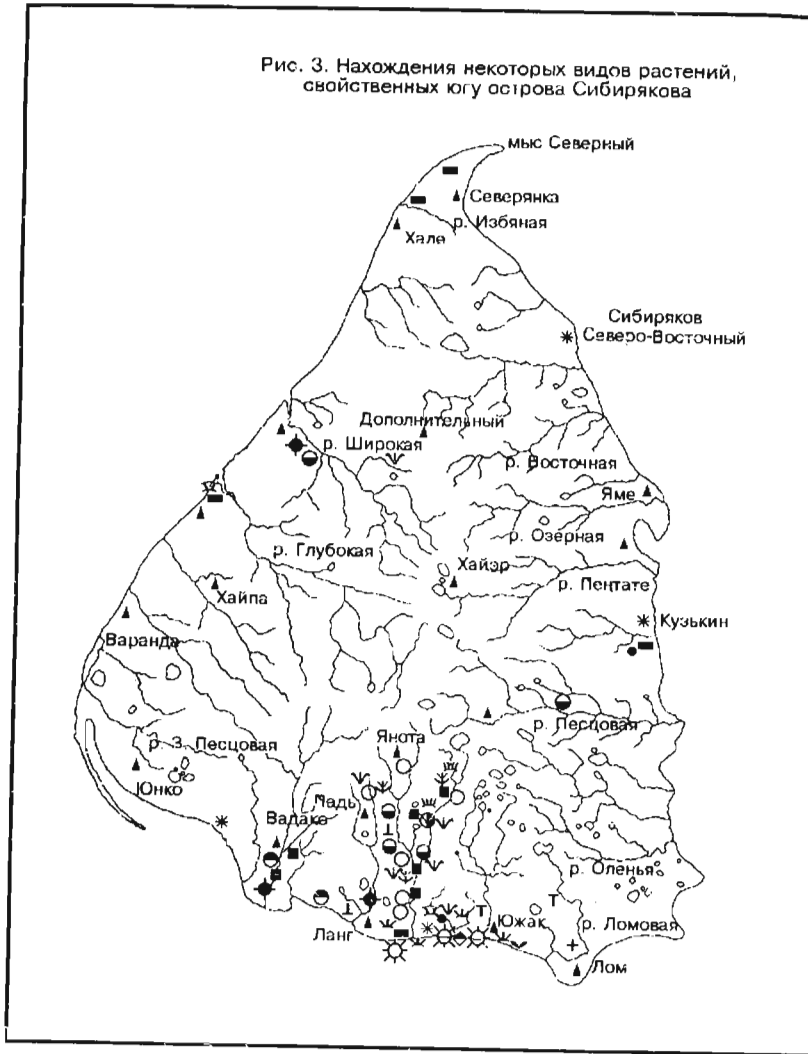 Рис. 3. Нахождения некоторых видов растений,
свойственных югу острова Сибирякова
мыс Северный
Северянка
р. Избяная
Хале
Сибиряков
Северо-Восточный
Дополнительный
р. Широкая
р. Восточная
Яме
р. Озерная
р. Глубокая
Хайэр
р. Пентате
Хайпа
Кузькин
Варанда
р. Песцовая
Янота
р. З. Песцовая
Юнко
Падь
Вадако
р. Оленья
Южак
р. Ломовая
Ланг
Лом